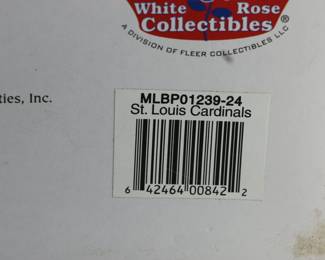 White Rose
Collectibles®
A DIVISION OF FLEER COLLECTIBLES LLC
ties, Inc.
MLBP01239-24
St. Louis Cardinals
6 42464 00842 2